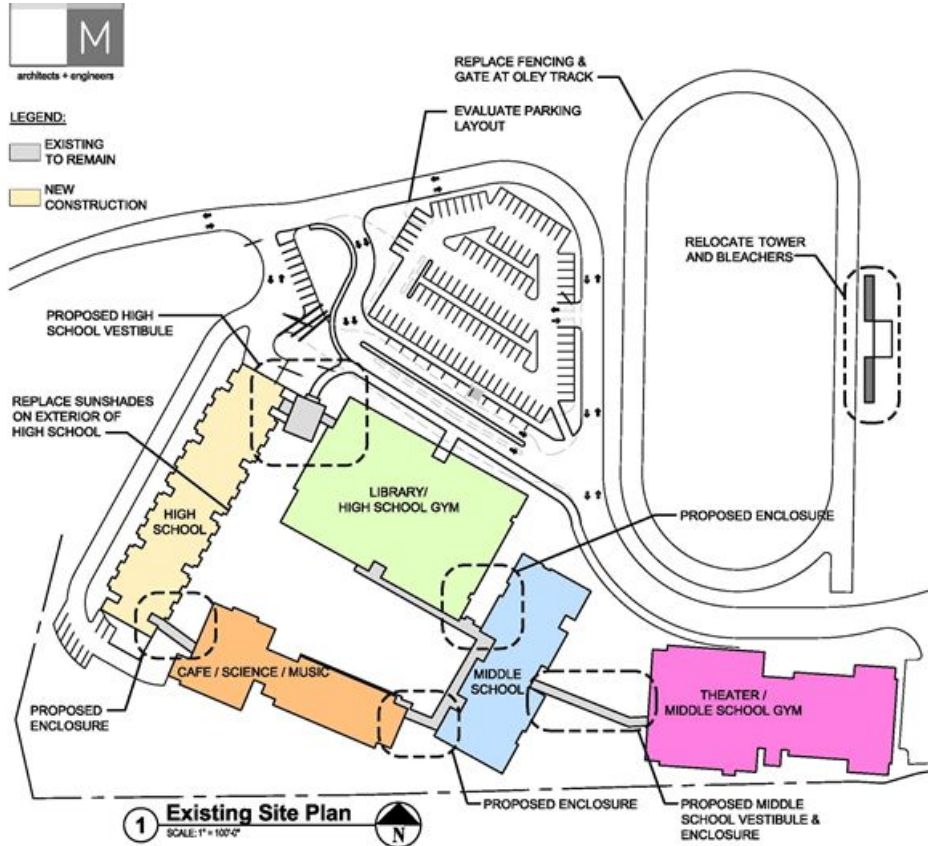 M
architects + engineers
LEGEND:
EXISTING
TO REMAIN
NEW
CONSTRUCTION
REPLACE FENCING &
GATE AT OLEY TRACK
EVALUATE PARKING
LAYOUT
RELOCATE TOWER
AND BLEACHERS
PROPOSED HIGH
SCHOOL VESTIBULE
REPLACE SUNSHADES
ON EXTERIOR OF
HIGH SCHOOL
LIBRARY/
HIGH SCHOOL GYM
HIGH
SCHOOL
PROPOSED ENCLOSURE
CAFE / SCIENCE / MUSIC
MIDDLE
SCHOOL
THEATER /
MIDDLE SCHOOL GYM
PROPOSED
ENCLOSURE
PROPOSED ENCLOSURE
PROPOSED MIDDLE
SCHOOL VESTIBULE &
ENCLOSURE
1 Existing Site Plan
SCALE: 1" = 100'-0"
N